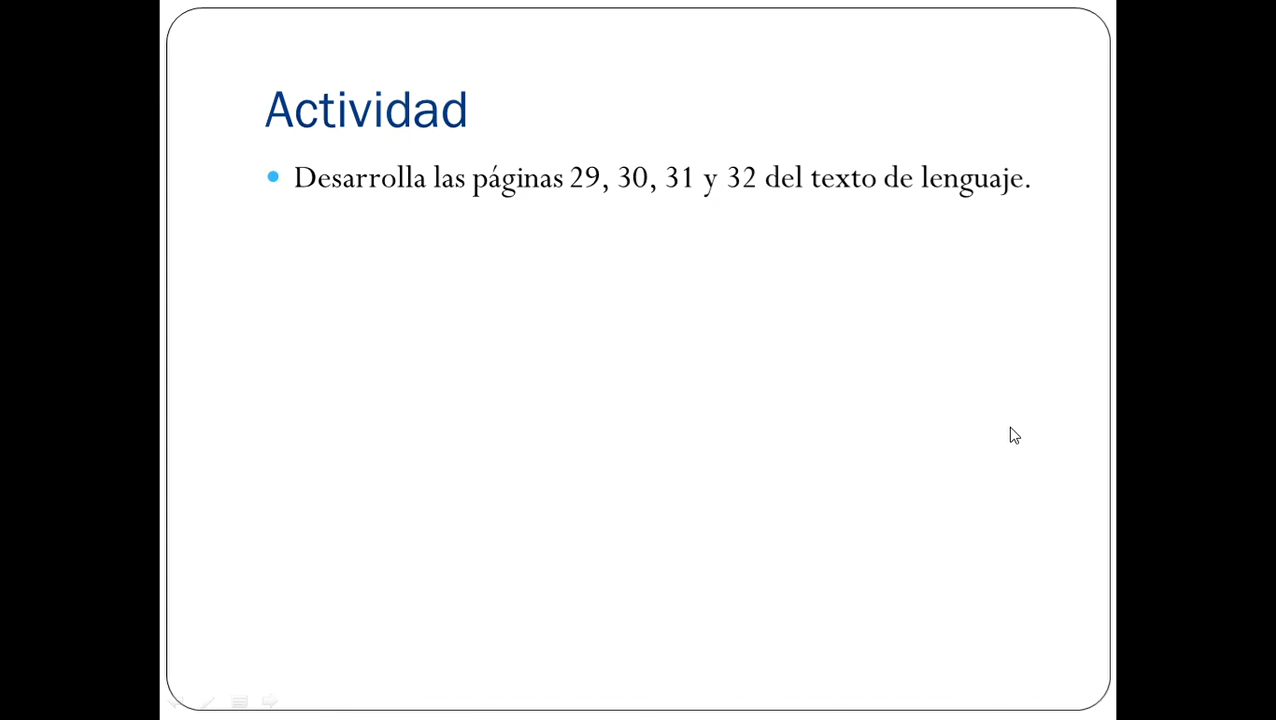 Actividad
Desarrolla las páginas 29, 30, 31 y 32 del texto de lenguaje.